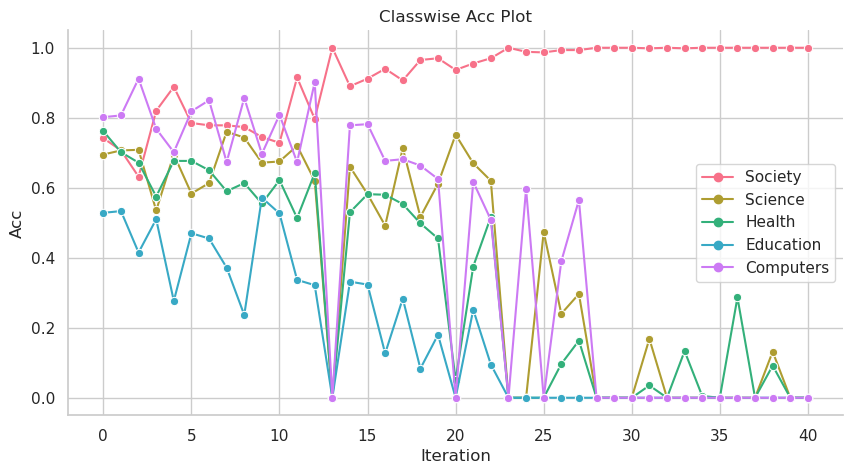 Classwise Acc Plot
1.0
0.8
0.6
0.4
0.2
0.0
Acc
Society
Science
Health
Education
Computers
0 5 10 15 20 25 30 35 40
Iteration